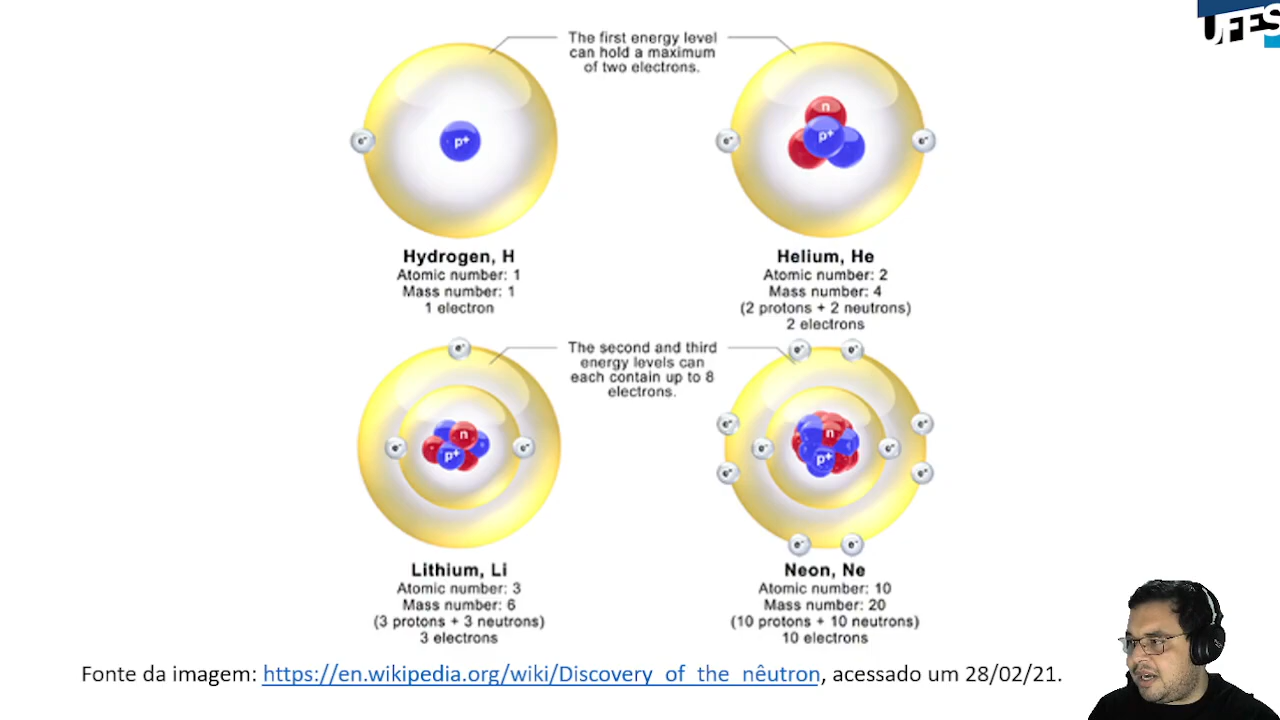 UFES
The first energy level
can hold a maximum
of two electrons.
e⁻
p⁺
e⁻
n
p⁺
e⁻
Hydrogen, H
Atomic number: 1
Mass number: 1
1 electron
Helium, He
Atomic number: 2
Mass number: 4
(2 protons + 2 neutrons)
2 electrons
The second and third
energy levels can
each contain up to 8
electrons.
e⁻
e⁻
n
p⁺
e⁻
e⁻ e⁻
e⁻ e⁻
e⁻ n e⁻
p⁺
e⁻ e⁻
e⁻ e⁻
Lithium, Li
Atomic number: 3
Mass number: 6
(3 protons + 3 neutrons)
3 electrons
Neon, Ne
Atomic number: 10
Mass number: 20
(10 protons + 10 neutrons)
10 electrons
Fonte da imagem: https://en.wikipedia.org/wiki/Discovery_of_the_nêutron, acessado um 28/02/21.